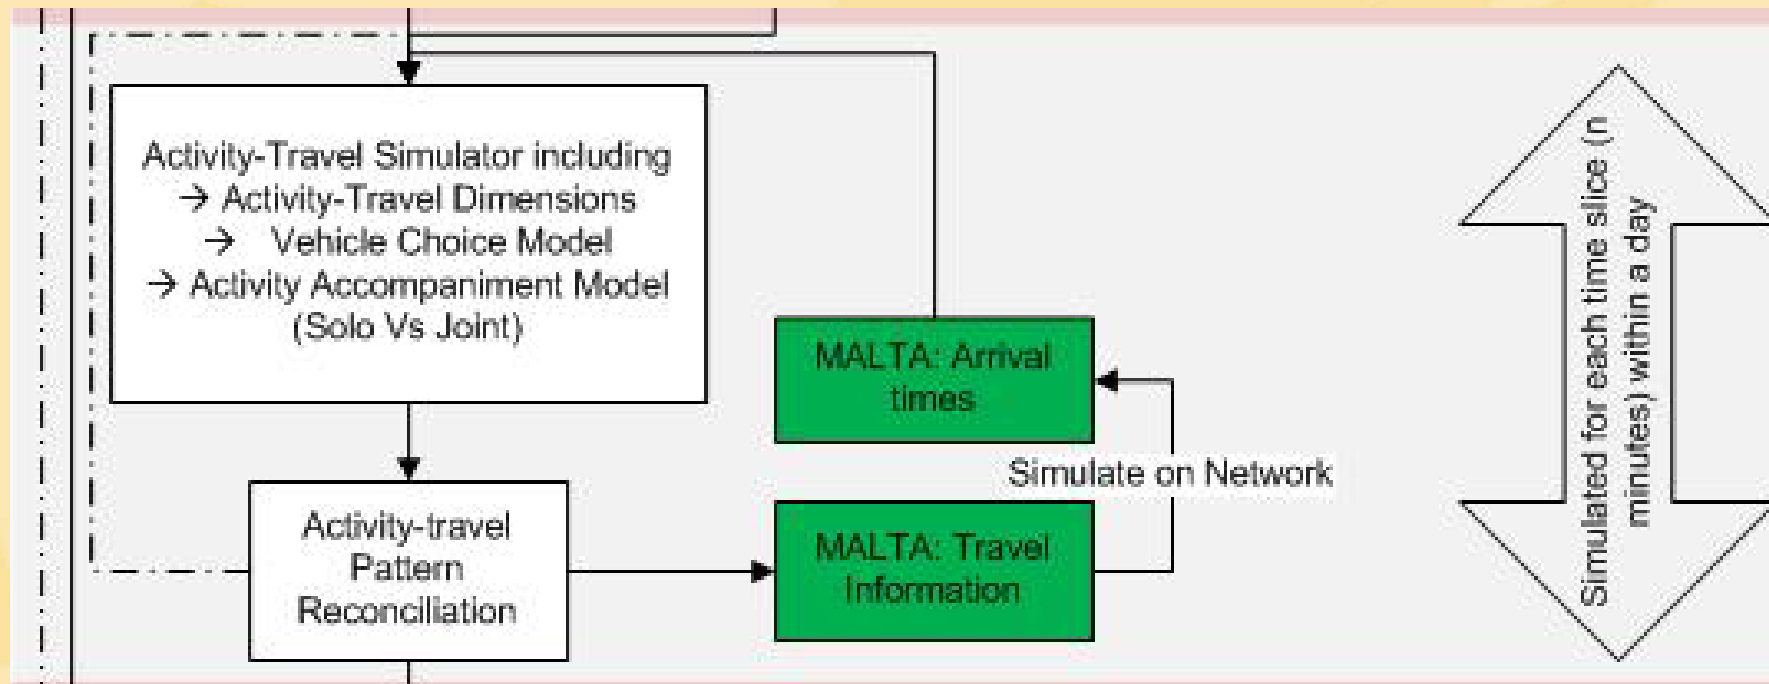 Activity-Travel Simulator including
→ Activity-Travel Dimensions
→ Vehicle Choice Model
→ Activity Accompaniment Model
(Solo Vs Joint)
MALTA: Arrival
times
Simulate on Network
Activity-travel
Pattern
Reconciliation
MALTA: Travel
Information
Simulated for each time slice (n
minutes) within a day